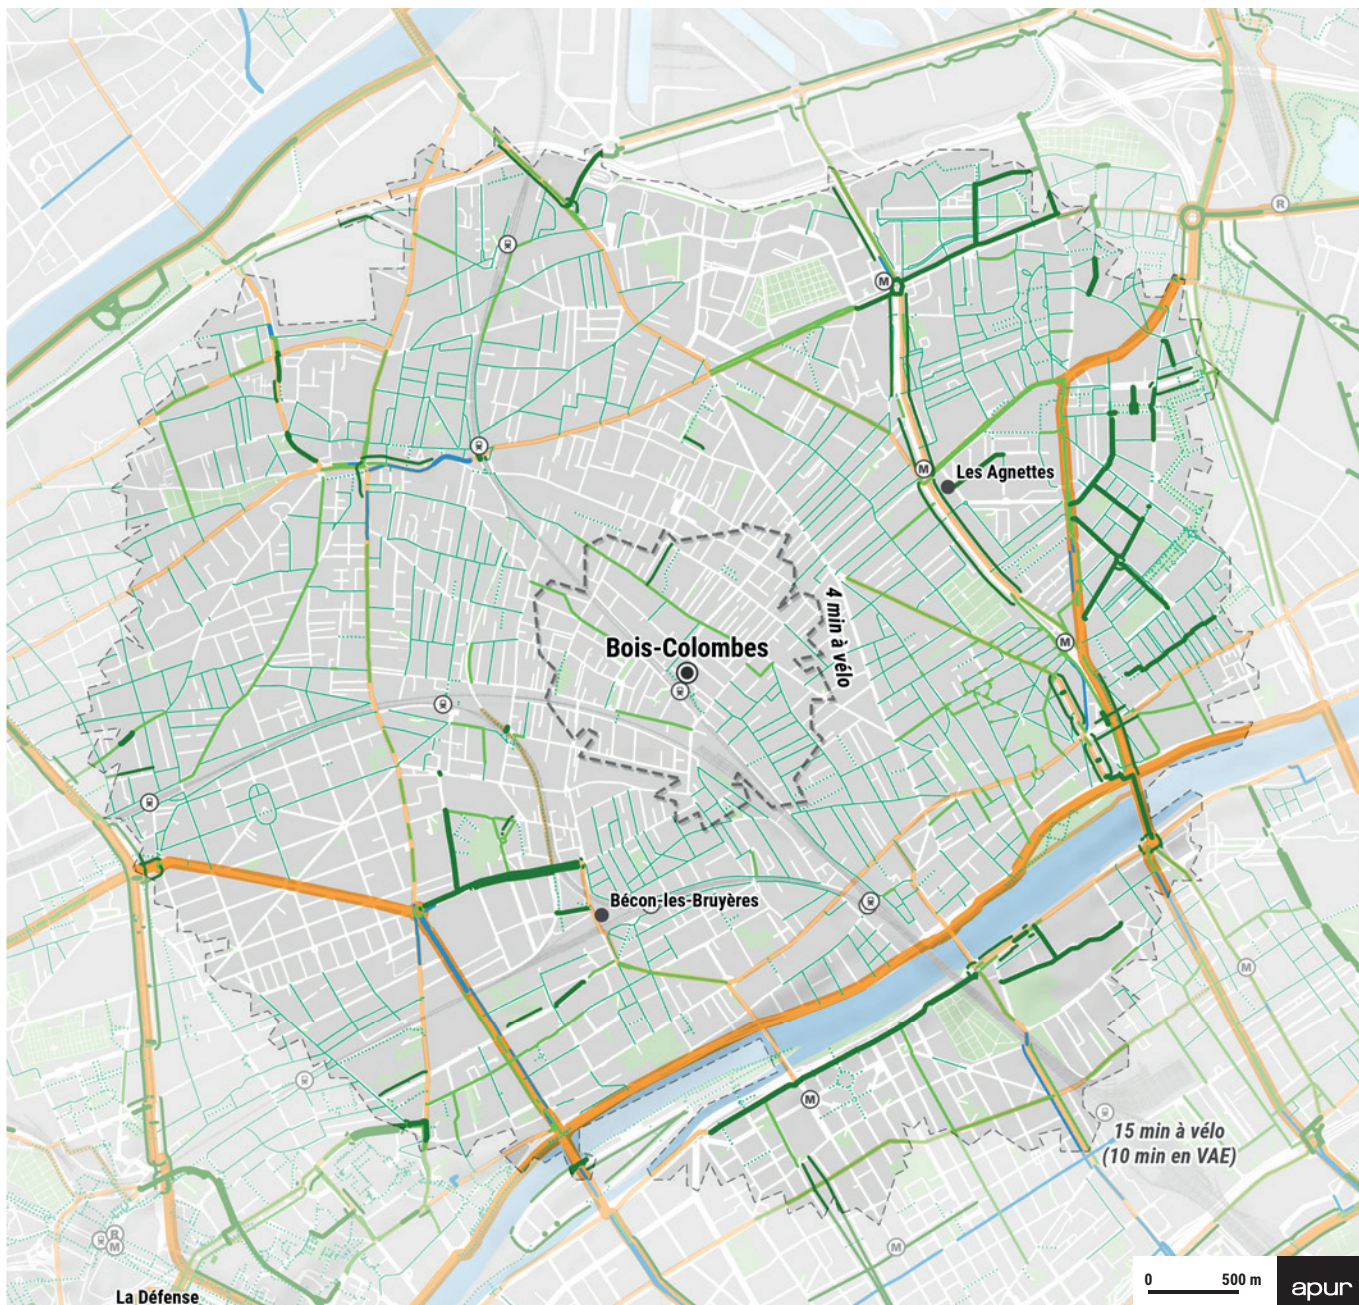 R
M
M
Les Agnettes
4 min à vélo
Bois-Colombes
M
Bécon-les-Bruyères
M
M
15 min à vélo
(10 min en VAE)
R
M
M
La Défense
0 500 m
apur